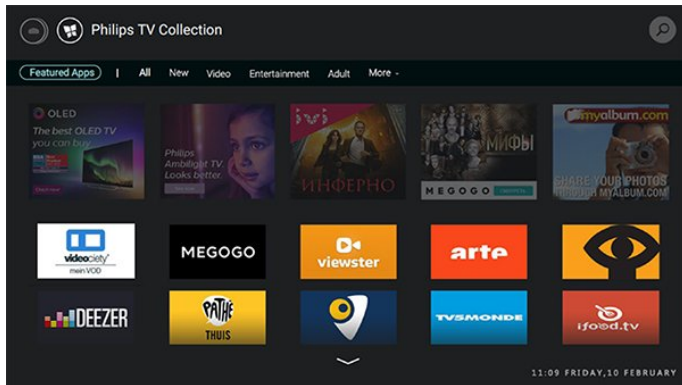 Philips TV Collection
Featured Apps | All New Video Entertainment Adult More
OLED
The best OLED TV
you can buy
Philips
Ambilight TV.
Looks better.
ivi
ИНФЕРНО
МИФЫ
MEGOGO
myalbum.com
SHARE YOUR PHOTOS
THROUGH MYALBUM.COM
videociety
mein VOD
MEGOGO
viewster
arte
DEEZER
PATHÉ
THUIS
TV5MONDE
ifood.tv
11:09 FRIDAY,10 FEBRUARY